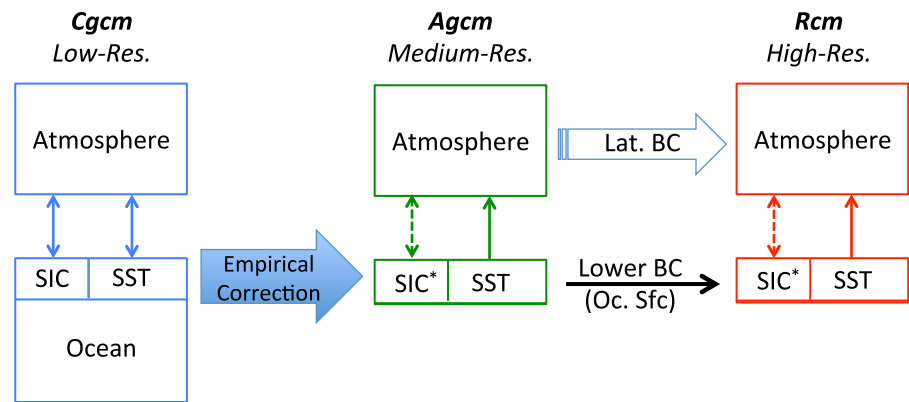 Cgcm
Low-Res.
Agcm
Medium-Res.
Rcm
High-Res.
Atmosphere
Atmosphere
Lat. BC
Atmosphere
SIC
SST
Empirical
Correction
SIC*
SST
Lower BC
(Oc. Sfc)
SIC*
SST
Ocean